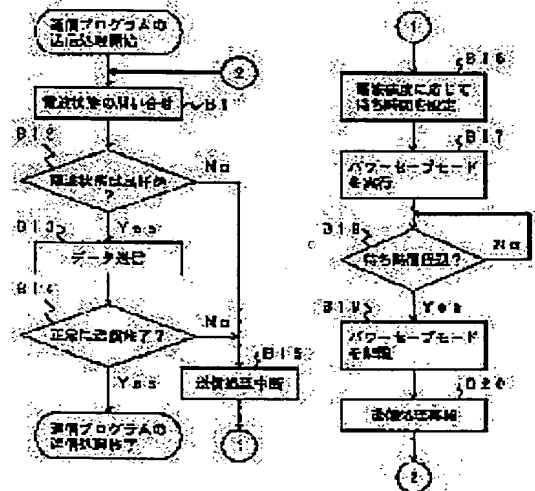 通信プログラムの
送信処理開始
②
電波状態の問い合せ
B12
電波状態は良好か
?
No
Yes
B13
データ送信
B14
正常に送信終了?
No
Yes
B15
送信処理中断
①
通信プログラムの
送信処理終了
①
B16
電波強度に応じて
待ち時間を設定
B17
パワーセーブモード
を実行
B18
待ち時間経過?
No
B19
Yes
パワーセーブモード
を解除
B20
送信処理再開
②